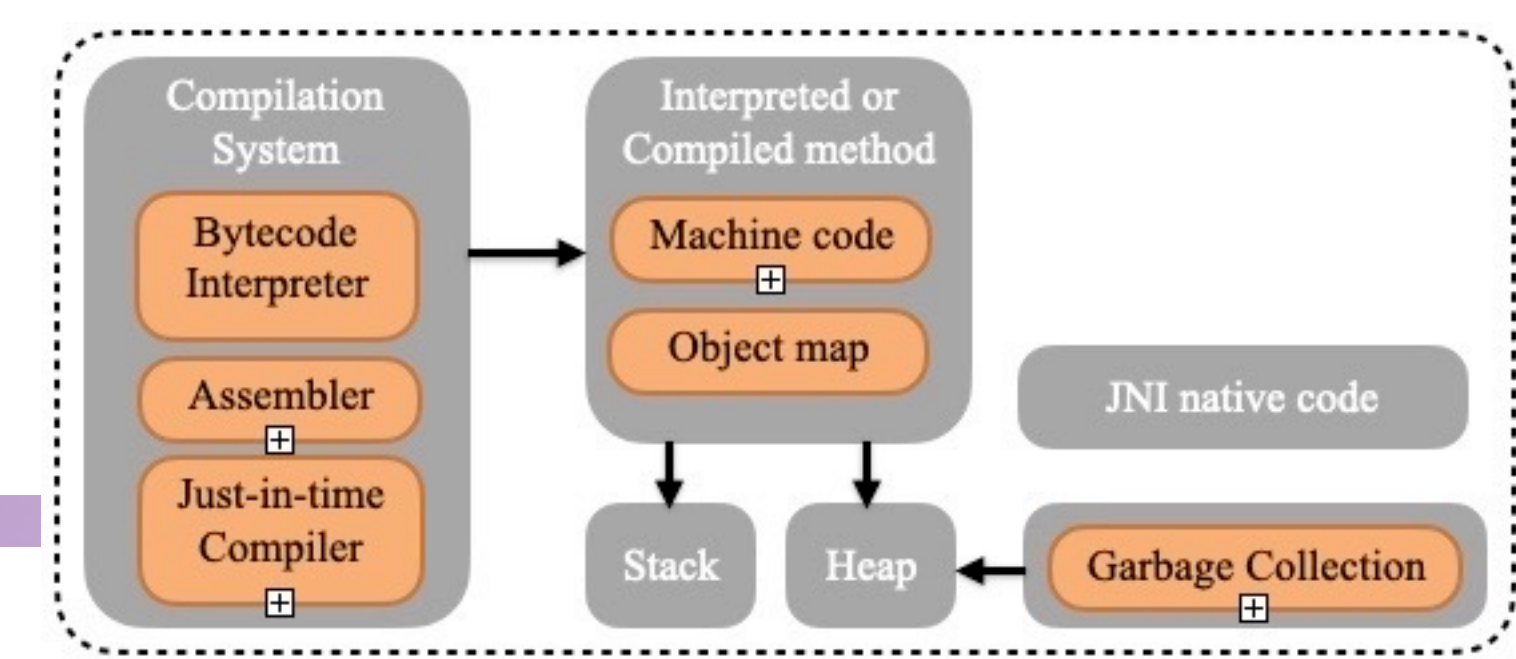 Compilation
System
Bytecode
Interpreter
Assembler
Just-in-time
Compiler
Interpreted or
Compiled method
Machine code
Object map
Stack
Heap
JNI native code
Garbage Collection